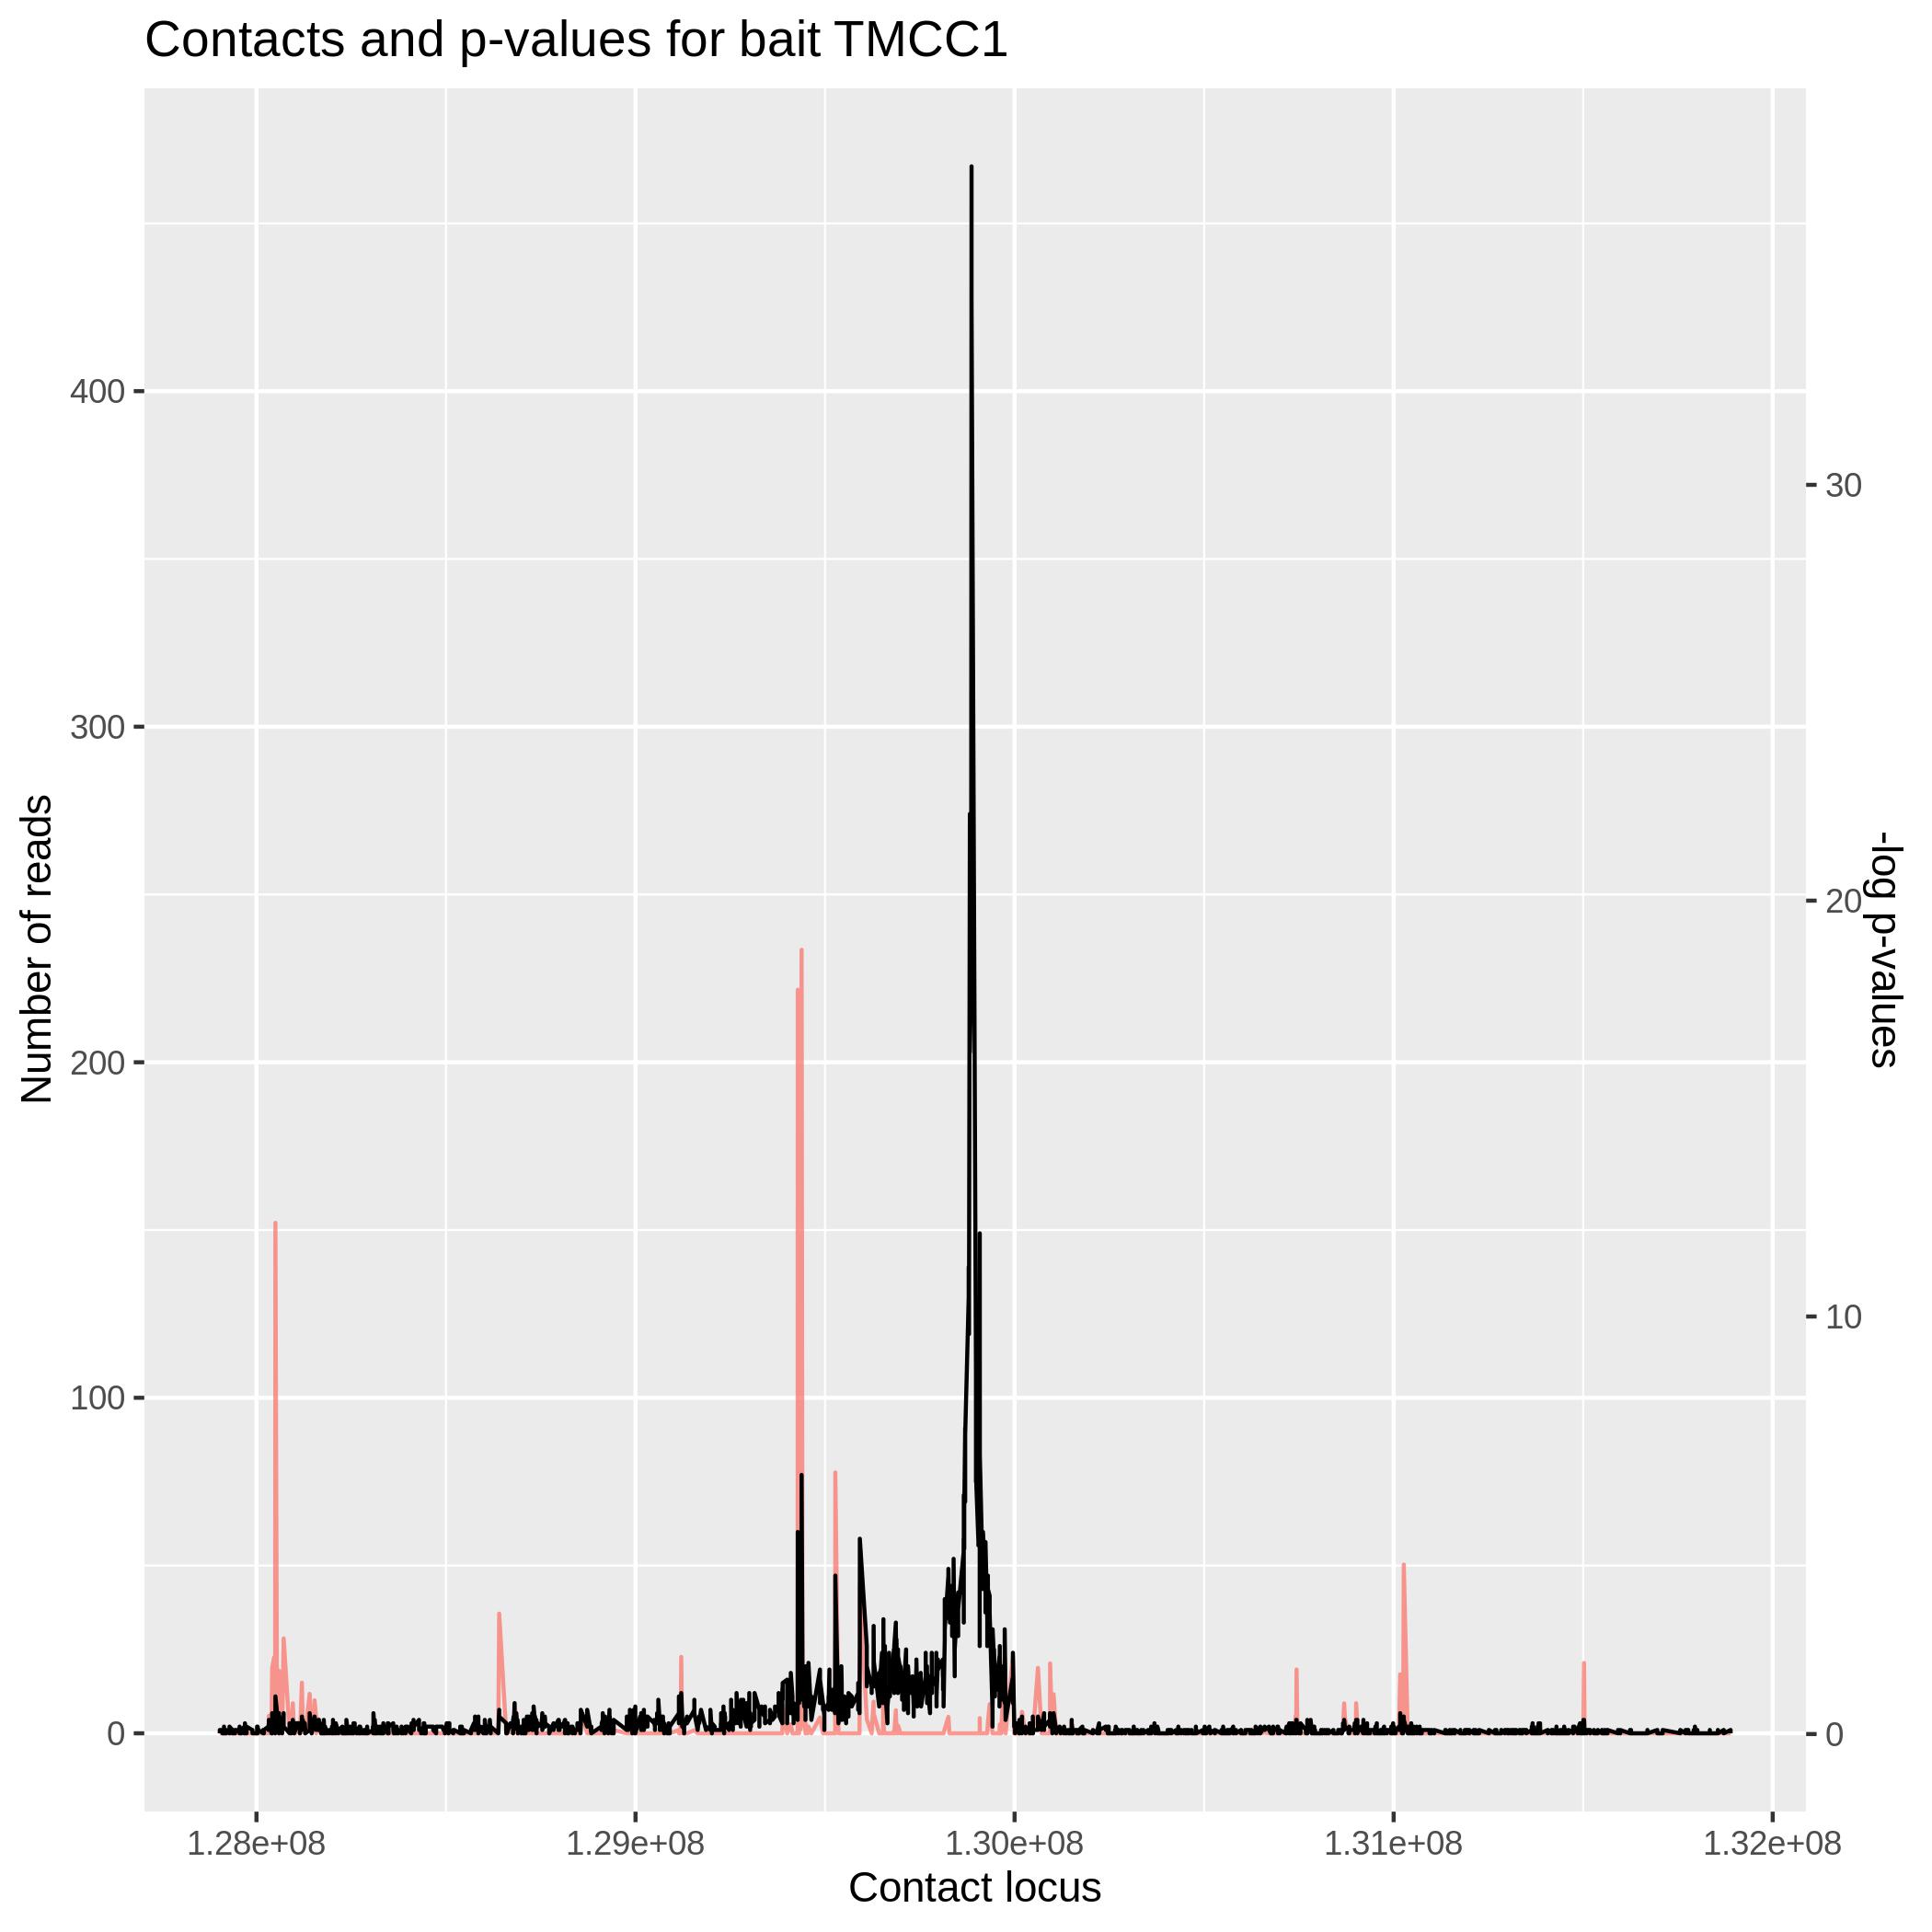 Contacts and p-values for bait TMCC1
Number of reads
400
300
200
100
0
30
20
10
0
-log p-values
1.28e+08
1.29e+08
1.30e+08
1.31e+08
1.32e+08
Contact locus